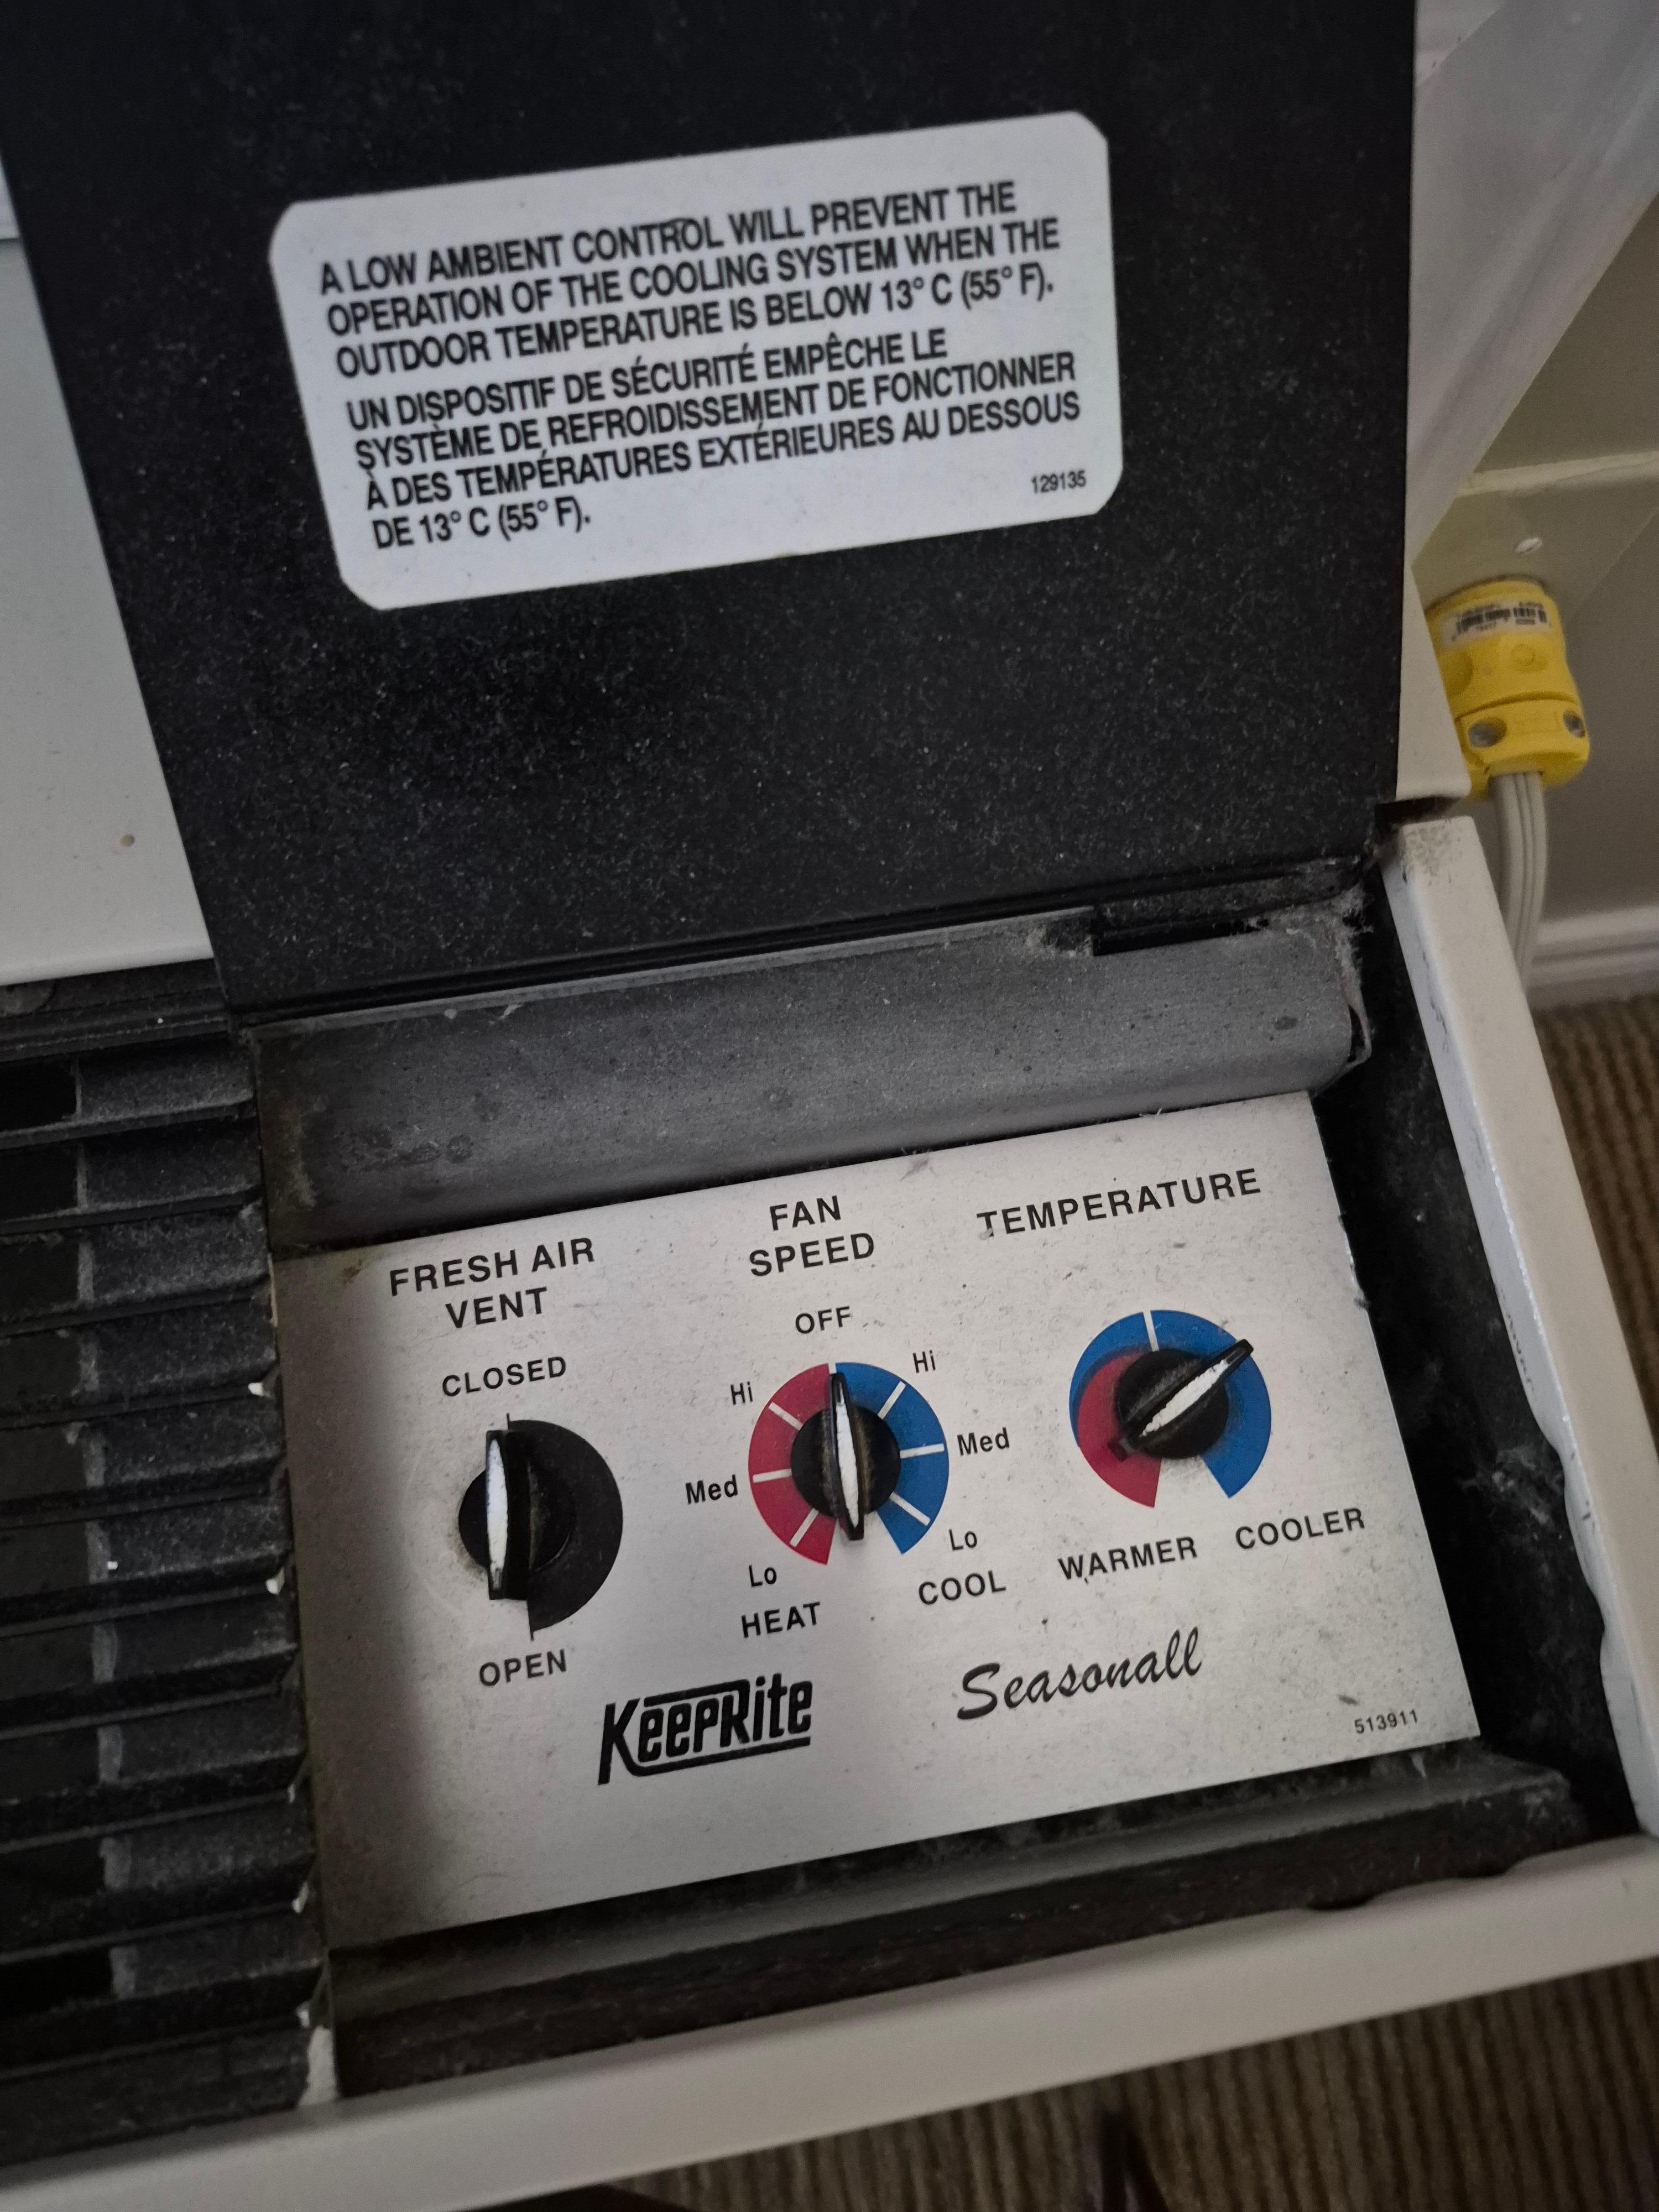 A LOW AMBIENT CONTROL WILL PREVENT THE
OPERATION OF THE COOLING SYSTEM WHEN THE
OUTDOOR TEMPERATURE IS BELOW 13° C (55° F).
UN DISPOSITIF DE SÉCURITÉ EMPÊCHE LE
SYSTÈME DE REFROIDISSEMENT DE FONCTIONNER
À DES TEMPÉRATURES EXTÉRIEURES AU DESSOUS
DE 13° C (55° F).
129135
FRESH AIR
VENT
CLOSED
OPEN
FAN
SPEED
OFF
Hi
Hi
Med
Med
Lo
Lo
HEAT
COOL
TEMPERATURE
WARMER
COOLER
KeepRite
Seasonall
513911